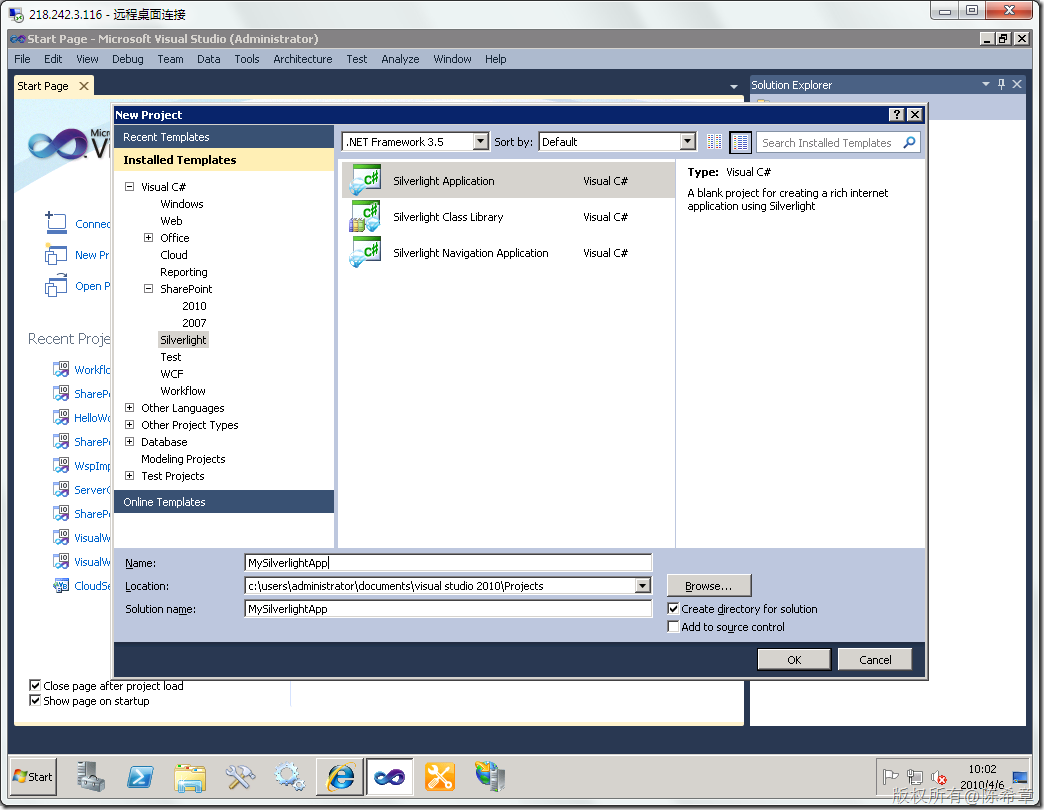 218.242.3.116 - 远程桌面连接
Start Page - Microsoft Visual Studio (Administrator)
File Edit View Debug Team Data Tools Architecture Test Analyze Window Help
Start Page
Solution Explorer
New Project
Recent Templates
.NET Framework 3.5 Sort by: Default Search Installed Templates
Installed Templates
Visual C#
Windows
Web
Office
Cloud
Reporting
SharePoint
2010
2007
Silverlight
Test
WCF
Workflow
Other Languages
Other Project Types
Database
Modeling Projects
Test Projects
Online Templates
Silverlight Application Visual C#
Silverlight Class Library Visual C#
Silverlight Navigation Application Visual C#
Type: Visual C#
A blank project for creating a rich internet
application using Silverlight
Connec
New Pr
Open P
Recent Proje
Workflo
SharePo
HelloWo
SharePo
WspImp
Server
SharePo
VisualW
VisualW
CloudSe
Name: MySilverlightApp
Location: c:\users\administrator\documents\visual studio 2010\Projects Browse...
Solution name: MySilverlightApp
Create directory for solution
Add to source control
OK Cancel
Close page after project load
Show page on startup
Start
10:02
2010/4/6
版权所有@陈希章